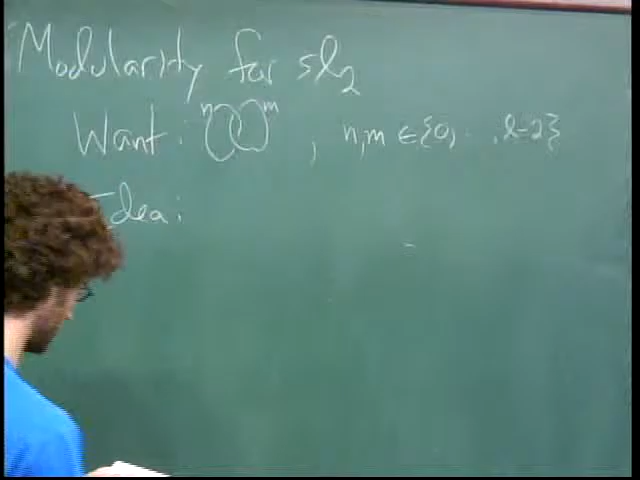 Modularity for sl₂
Want: n m , n,m ∈ {0, . . , l-2}
Idea: